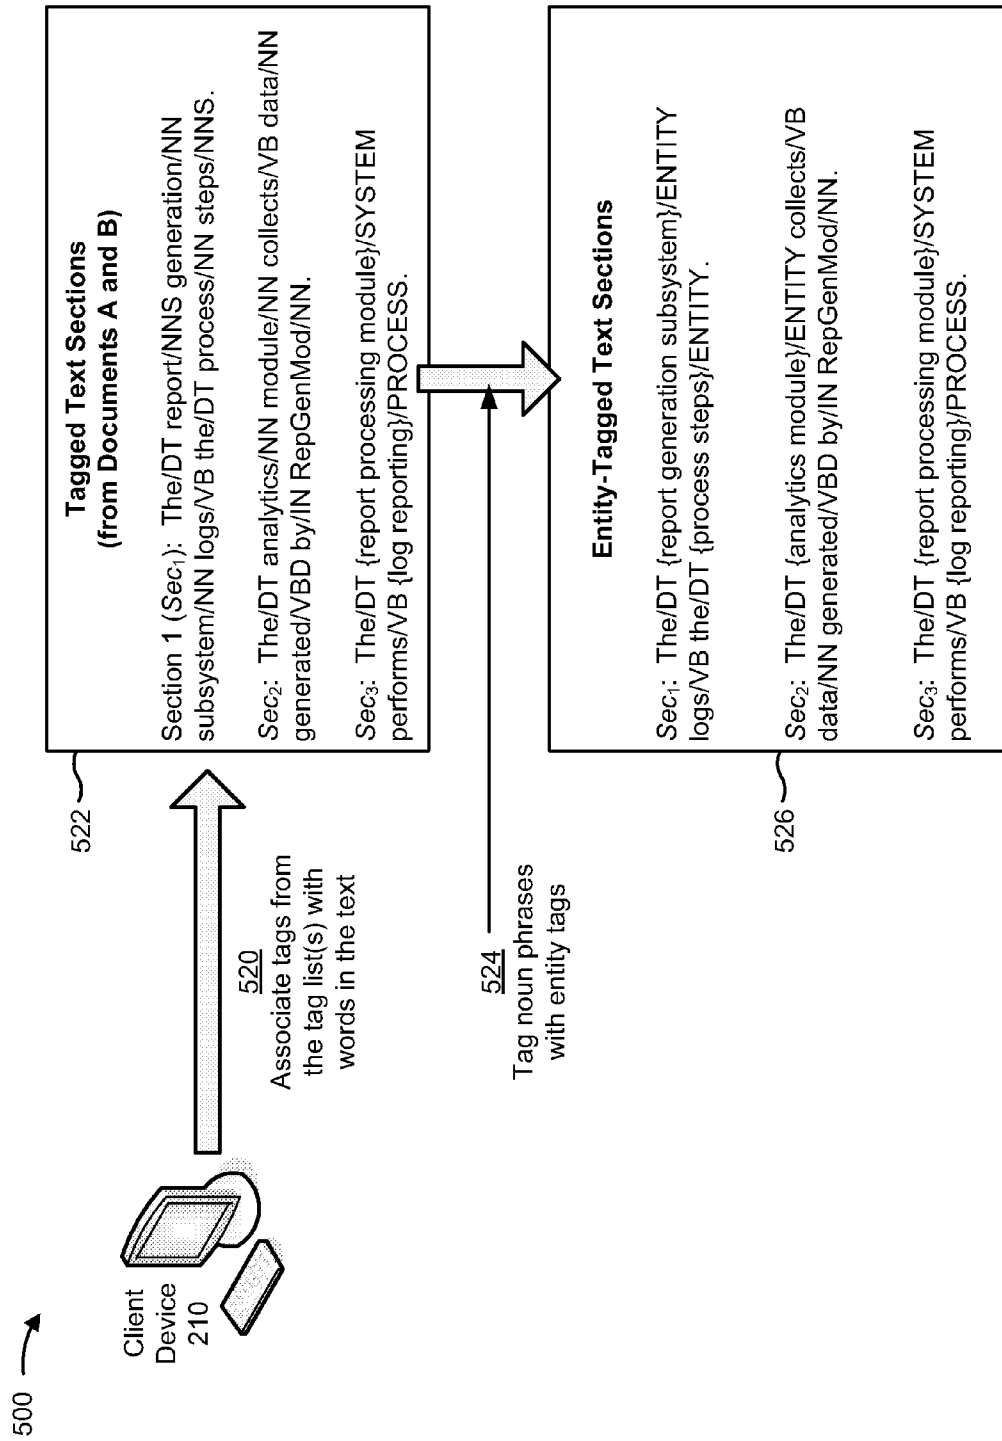 500
Client
Device
210
520
Associate tags from
the tag list(s) with
words in the text
522
Tagged Text Sections
(from Documents A and B)
Section 1 (Sec₁): The/DT report/NNS generation/NN
subsystem/NN logs/VB the/DT process/NN steps/NNS.
Sec₂: The/DT analytics/NN module/NN collects/VB data/NN
generated/VBD by/IN RepGenMod/NN.
Sec₃: The/DT {report processing module}/SYSTEM
performs/VB {log reporting}/PROCESS.
524
Tag noun phrases
with entity tags
526
Entity-Tagged Text Sections
Sec₁: The/DT {report generation subsystem}/ENTITY
logs/VB the/DT {process steps}/ENTITY.
Sec₂: The/DT {analytics module}/ENTITY collects/VB
data/NN generated/VBD by/IN RepGenMod/NN.
Sec₃: The/DT {report processing module}/SYSTEM
performs/VB {log reporting}/PROCESS.